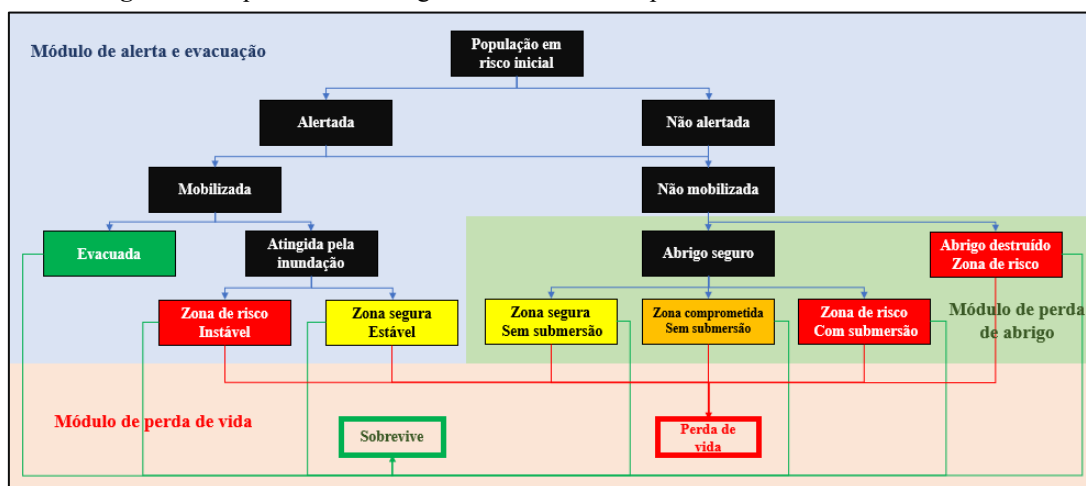 Módulo de alerta e evacuação
População em
risco inicial
Alertada
Não alertada
Mobilizada
Não mobilizada
Evacuada
Atingida pela
inundação
Abrigo seguro
Abrigo destruído
Zona de risco
Zona de risco
Instável
Zona segura
Estável
Zona segura
Sem submersão
Zona comprometida
Sem submersão
Zona de risco
Com submersão
Módulo de perda
de abrigo
Módulo de perda de vida
Sobrevive
Perda de
vida